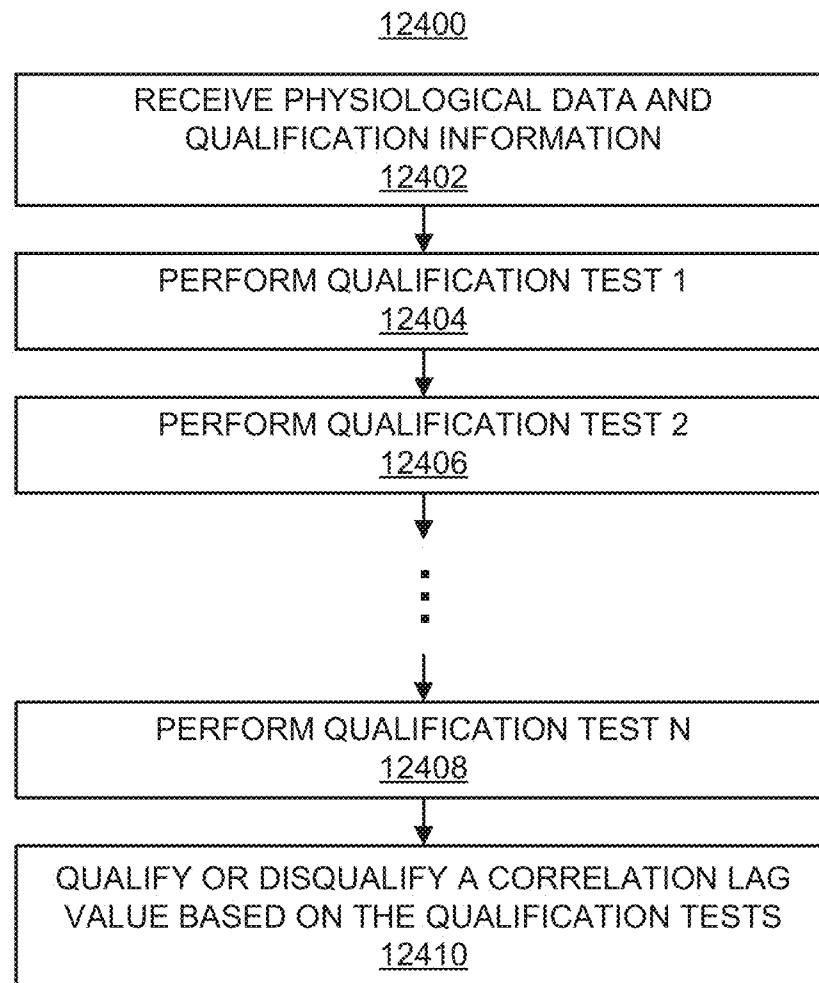 12400
RECEIVE PHYSIOLOGICAL DATA AND
QUALIFICATION INFORMATION
12402
PERFORM QUALIFICATION TEST 1
12404
PERFORM QUALIFICATION TEST 2
12406
PERFORM QUALIFICATION TEST N
12408
QUALIFY OR DISQUALIFY A CORRELATION LAG
VALUE BASED ON THE QUALIFICATION TESTS
12410